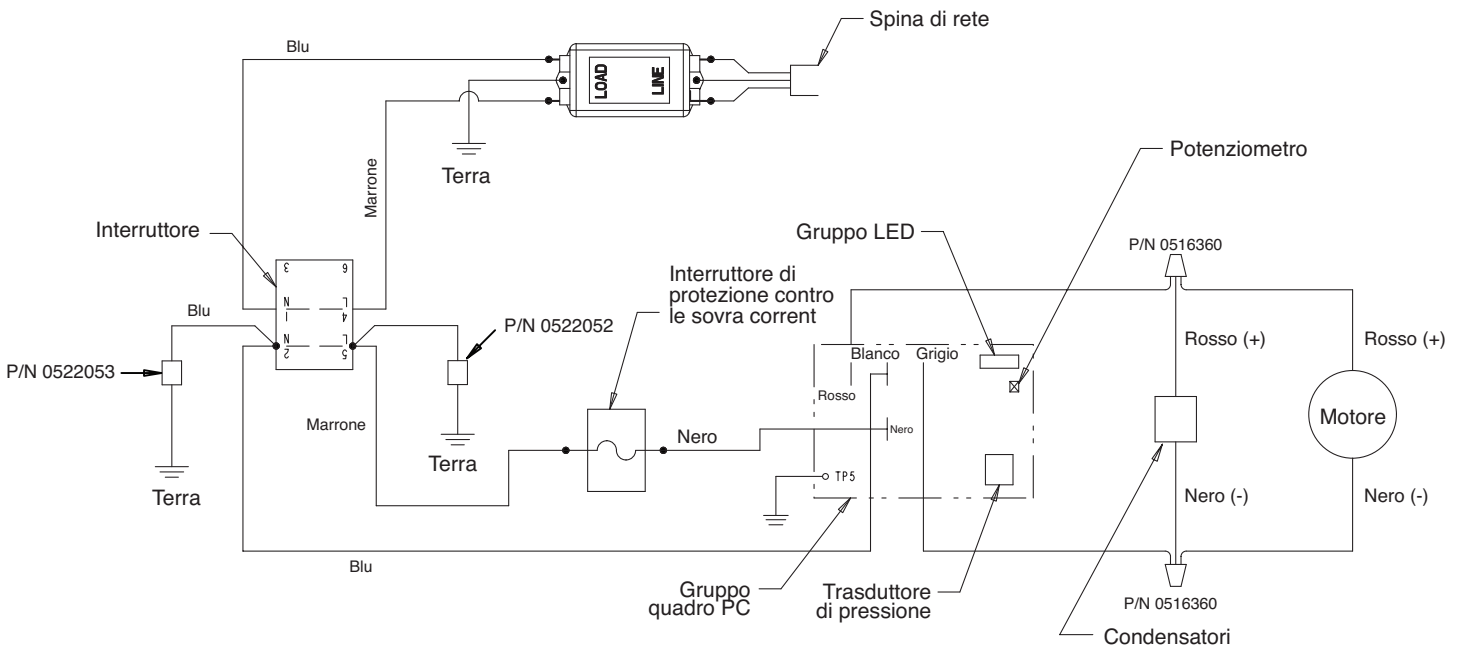 Spina di rete
Blu
LOAD
LINE
Terra
Marrone
Potenziometro
Interruttore
Gruppo LED
P/N 0516360
3
6
N
1
L
4
N
2
L
5
Blu
Interruttore di
protezione contro
le sovra corrent
P/N 0522052
P/N 0522053
Blanco
Grigio
Rosso
Rosso (+)
Rosso (+)
Motore
Marrone
Nero
Nero
Terra
Terra
TP5
Nero (-)
Nero (-)
Blu
Gruppo
quadro PC
Trasduttore
di pressione
P/N 0516360
Condensatori